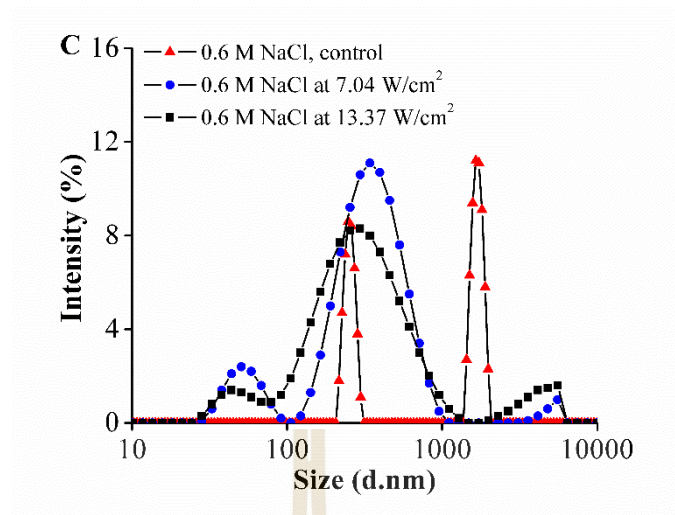 C
16
12
8
4
0
Intensity (%)
0.6 M NaCl, control
0.6 M NaCl at 7.04 W/cm²
0.6 M NaCl at 13.37 W/cm²
10 100 1000 10000
Size (d.nm)